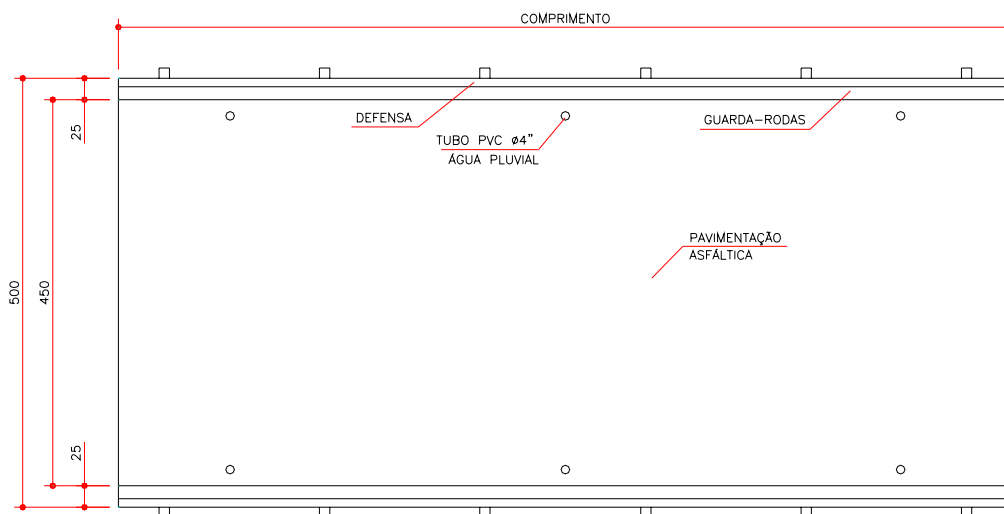 COMPRIMENTO
DEFENSA
GUARDA-RODAS
TUBO PVC ø4"
ÁGUA PLUVIAL
25
PAVIMENTAÇÃO
ASFÁLTICA
500
450
25